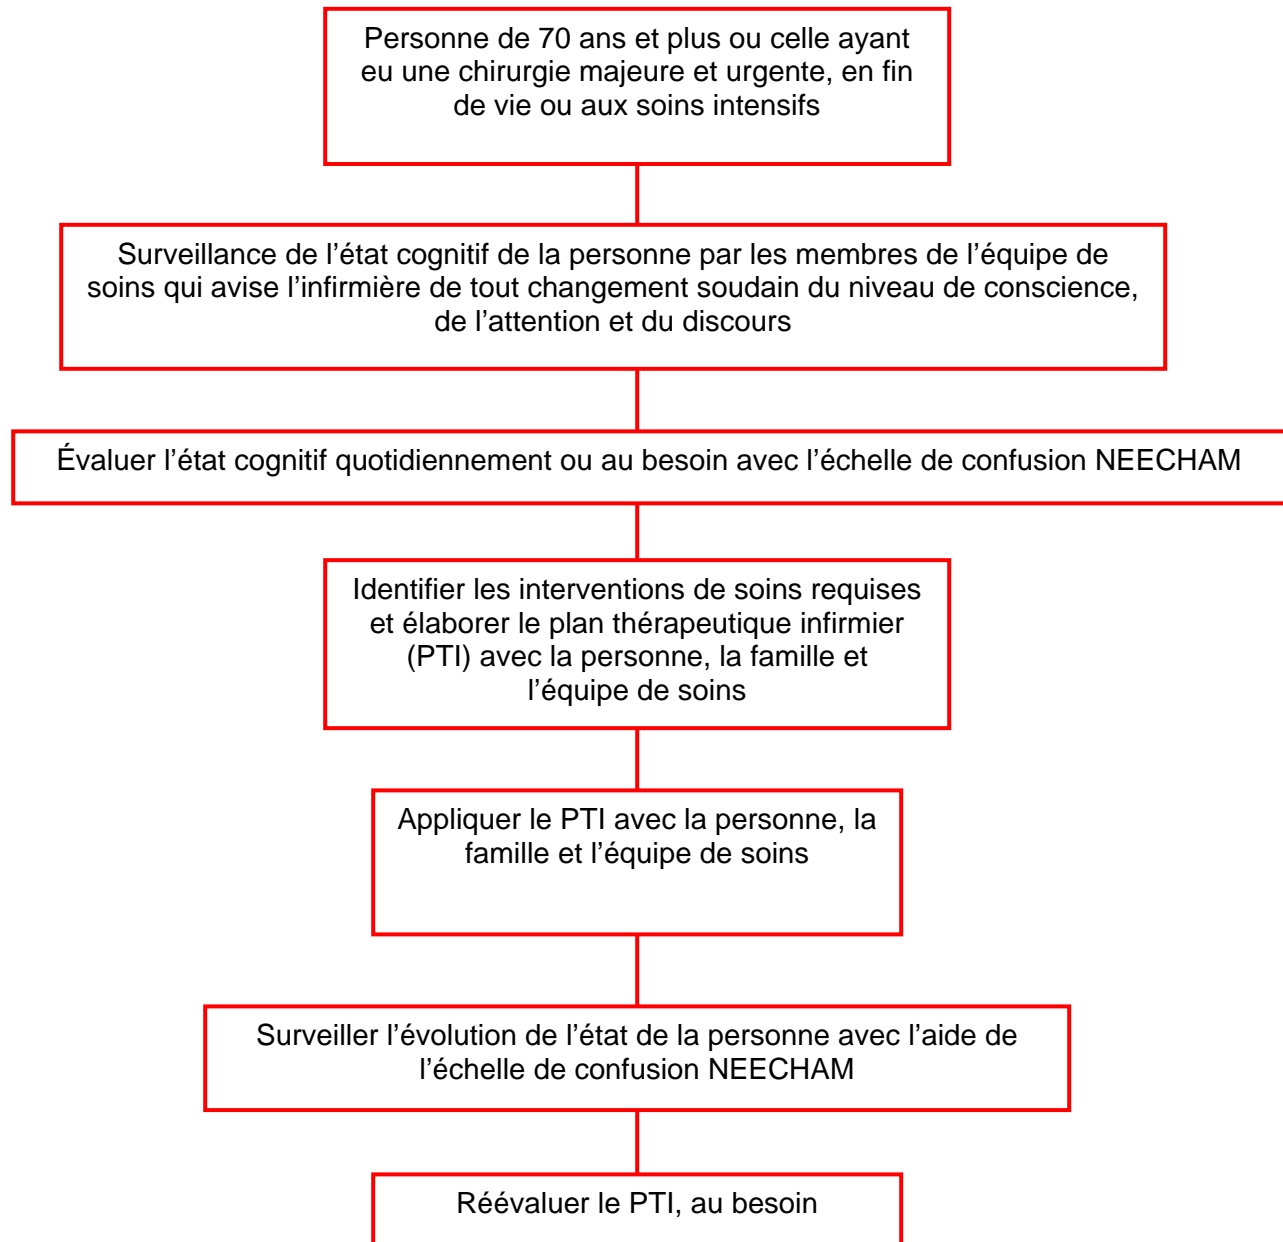 Personne de 70 ans et plus ou celle ayant
eu une chirurgie majeure et urgente, en fin
de vie ou aux soins intensifs
Surveillance de l’état cognitif de la personne par les membres de l’équipe de
soins qui avise l’infirmière de tout changement soudain du niveau de conscience,
de l’attention et du discours
Évaluer l’état cognitif quotidiennement ou au besoin avec l’échelle de confusion NEECHAM
Identifier les interventions de soins requises
et élaborer le plan thérapeutique infirmier
(PTI) avec la personne, la famille et
l’équipe de soins
Appliquer le PTI avec la personne, la
famille et l’équipe de soins
Surveiller l’évolution de l’état de la personne avec l’aide de
l’échelle de confusion NEECHAM
Réévaluer le PTI, au besoin